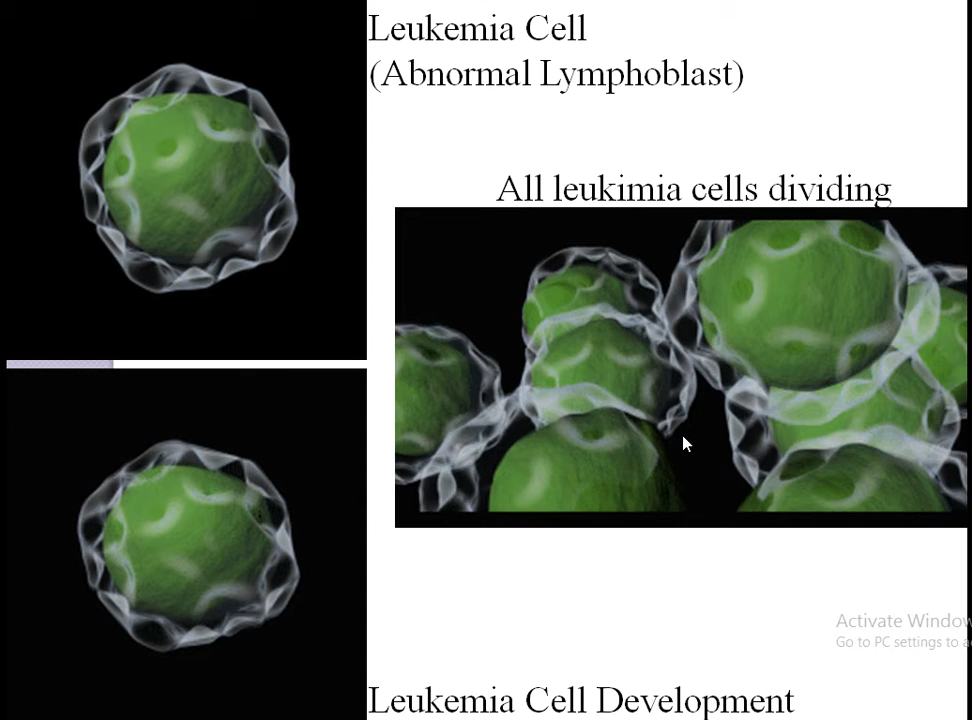 Leukemia Cell
(Abnormal Lymphoblast)
All leukimia cells dividing
Activate Window
Go to PC settings to a
Leukemia Cell Development